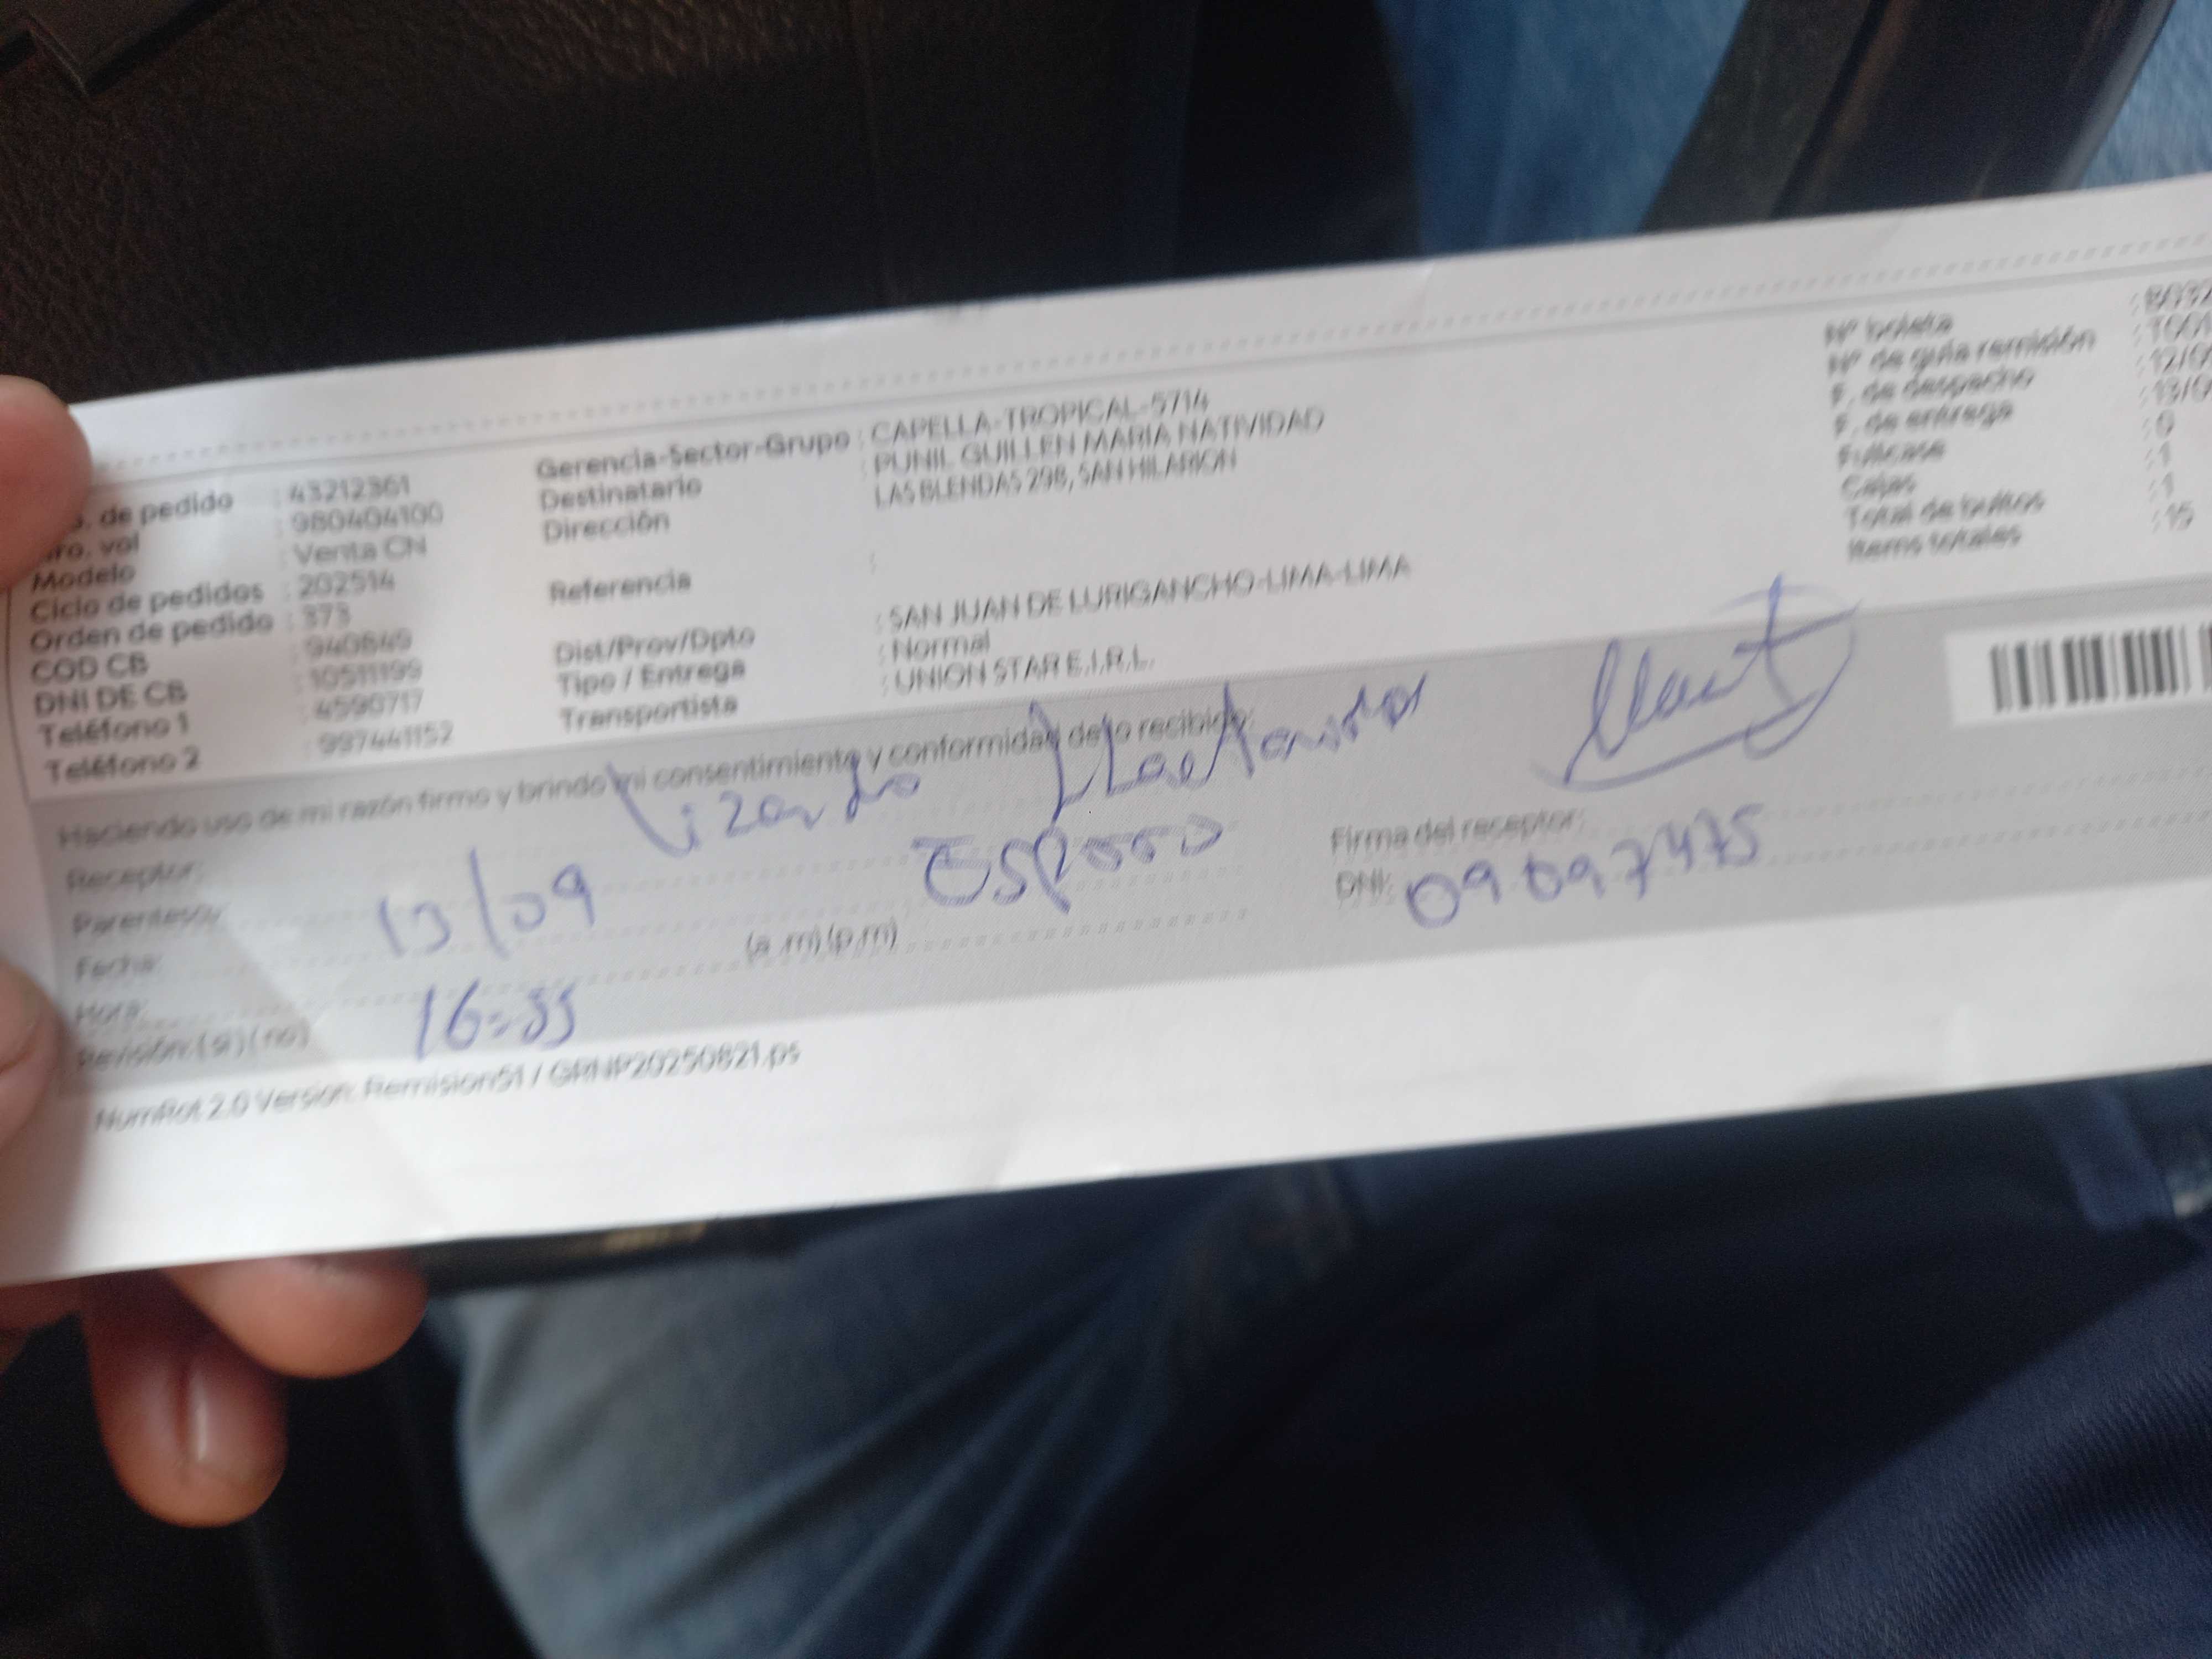 de pedido : 43212361
ro. vol : 980404100
Modelo : Venta CN
Ciclo de pedidos : 202514
Orden de pedido : 373
COD CB : 940849
DNI DE CB : 10511199
Teléfono 1 : 4590717
Teléfono 2 : 997441152
Gerencia-Sector-Grupo : CAPELLA-TROPICAL-5714
Destinatario : PUNIL GUILLEN MARIA NATIVIDAD
Dirección LAS BLENDAS 298, SAN HILARION
Referencia :
Dist/Prov/Dpto : SAN JUAN DE LURIGANCHO-LIMA-LIMA
Tipo / Entrega : Normal
Transportista : UNION STAR E.I.R.L.
Nº boleta
Nº de guía remisión
F. de despacho
F. de entrega
Fullcase : 0
Cajas : 1
Total de bultos : 1
Items totales : 15
Haciendo uso de mi razón firmo y brindo mi consentimiento y conformidad de lo recibido:
Receptor: Lizardo
Parentesco: Esposo
Fecha: 13/09 (a.m) (p.m)
Hora: 16:55
Revisión: (si) (no)
Firma del receptor:
DNI: 09097475
NumRot 2.0 Version: Remision51 / GRNP20250821.ps